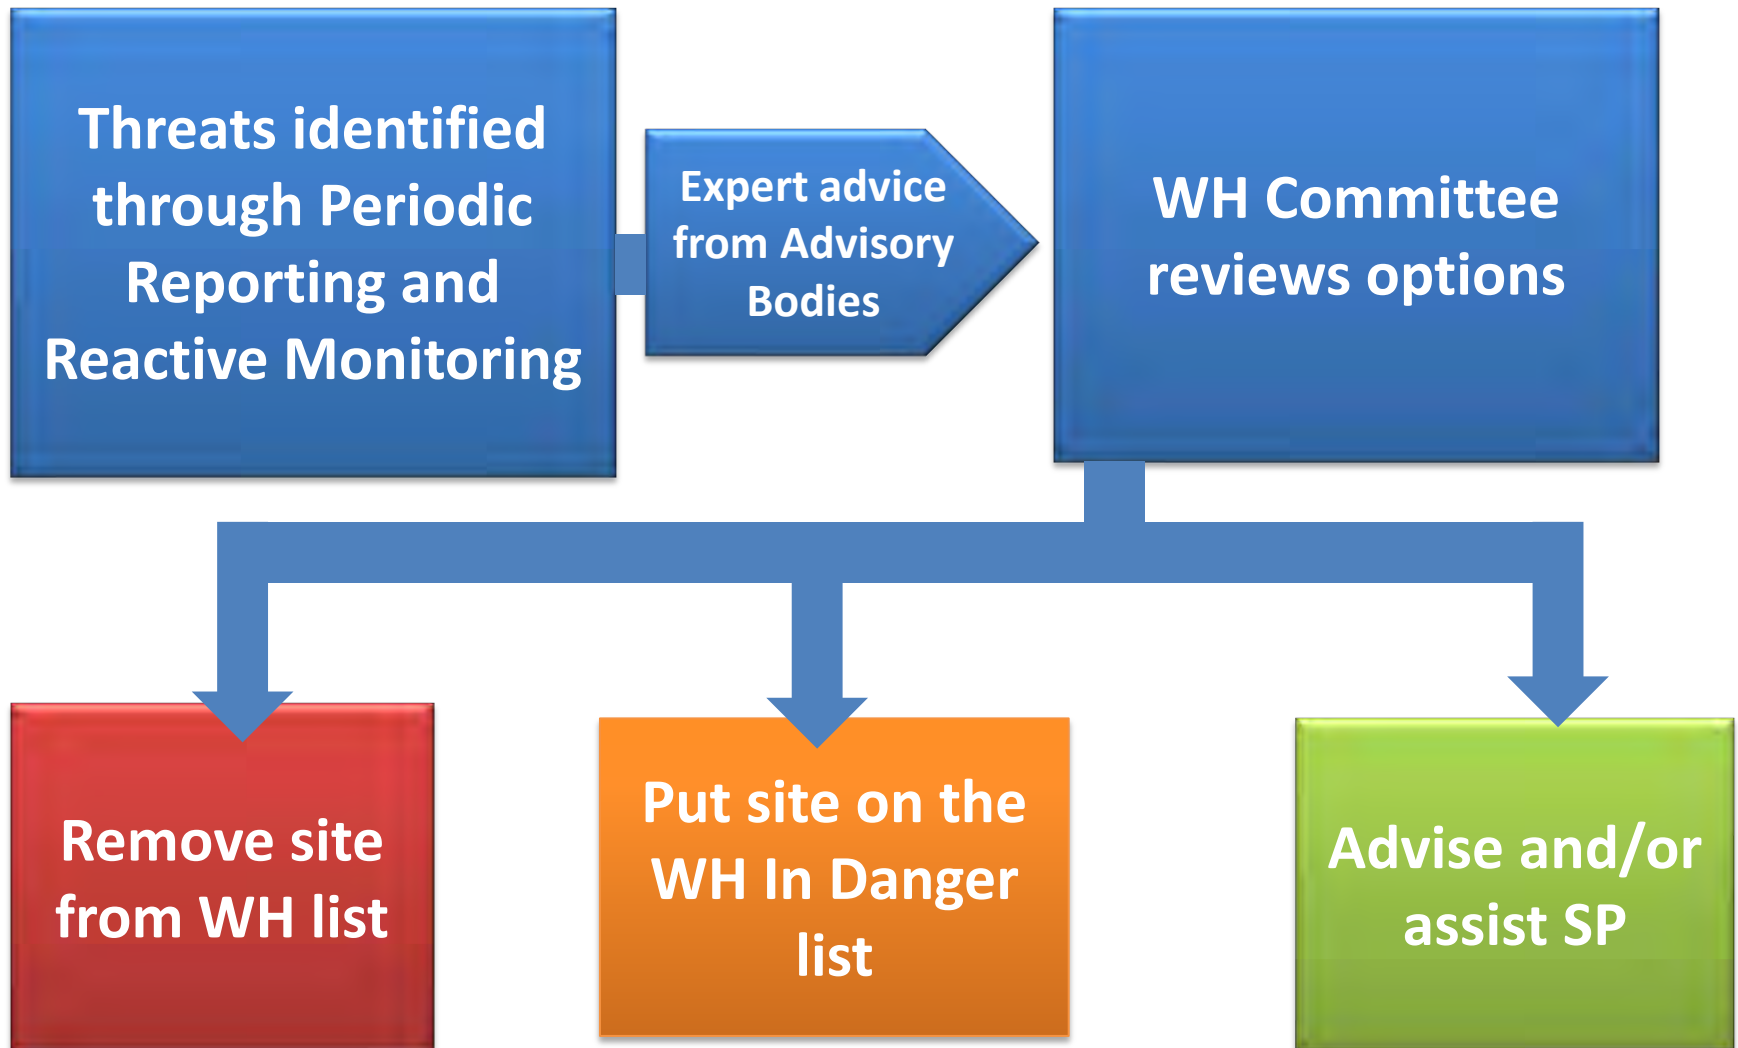 Threats identified
through Periodic
Reporting and
Reactive Monitoring
Expert advice
from Advisory
Bodies
WH Committee
reviews options
Remove site
from WH list
Put site on the
WH In Danger
list
Advise and/or
assist SP